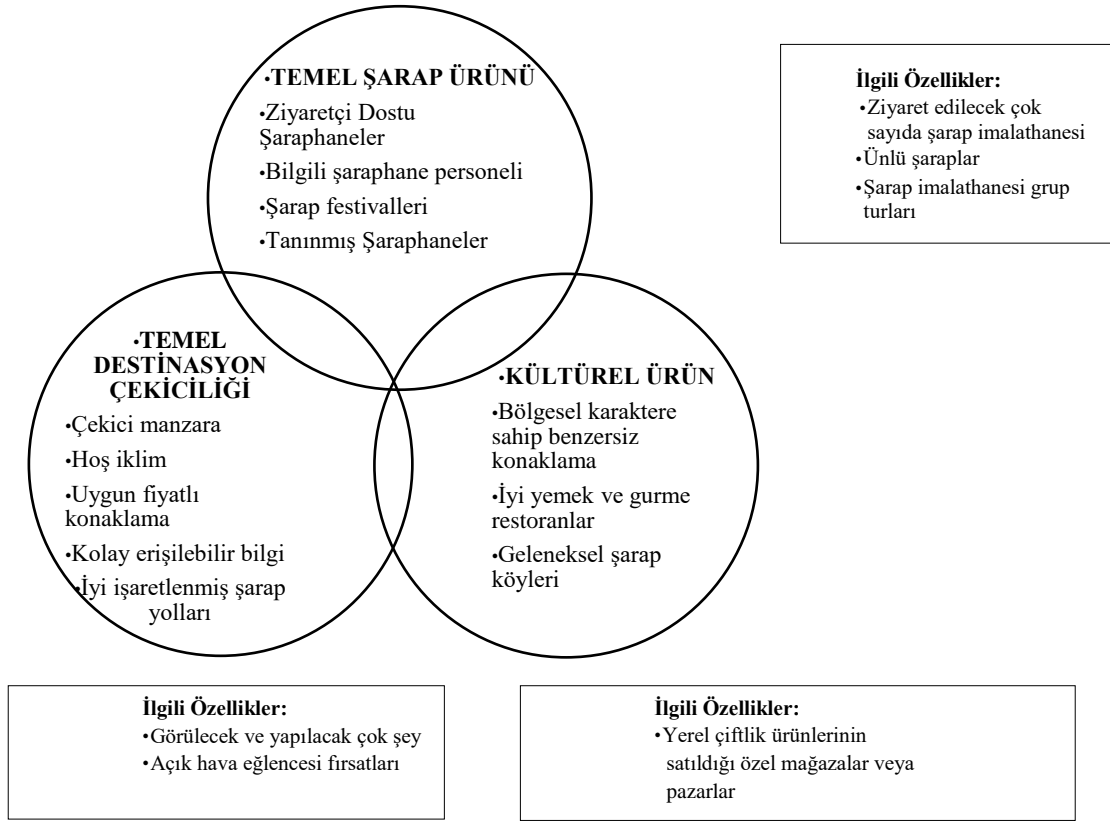 •TEMEL ŞARAP ÜRÜNÜ
•Ziyaretçi Dostu
Şaraphaneler
•Bilgili şaraphane personeli
•Şarap festivalleri
•Tanınmış Şaraphaneler
İlgili Özellikler:
•Ziyaret edilecek çok
sayıda şarap imalathanesi
•Ünlü şaraplar
•Şarap imalathanesi grup
turları
•TEMEL
DESTİNASYON
ÇEKİCİLİĞİ
•Çekici manzara
•Hoş iklim
•Uygun fiyatlı
konaklama
•Kolay erişilebilir bilgi
•İyi işaretlenmiş şarap
yolları
•KÜLTÜREL ÜRÜN
•Bölgesel karaktere
sahip benzersiz
konaklama
•İyi yemek ve gurme
restoranlar
•Geleneksel şarap
köyleri
İlgili Özellikler:
•Görülecek ve yapılacak çok şey
•Açık hava eğlencesi fırsatları
İlgili Özellikler:
•Yerel çiftlik ürünlerinin
satıldığı özel mağazalar veya
pazarlar